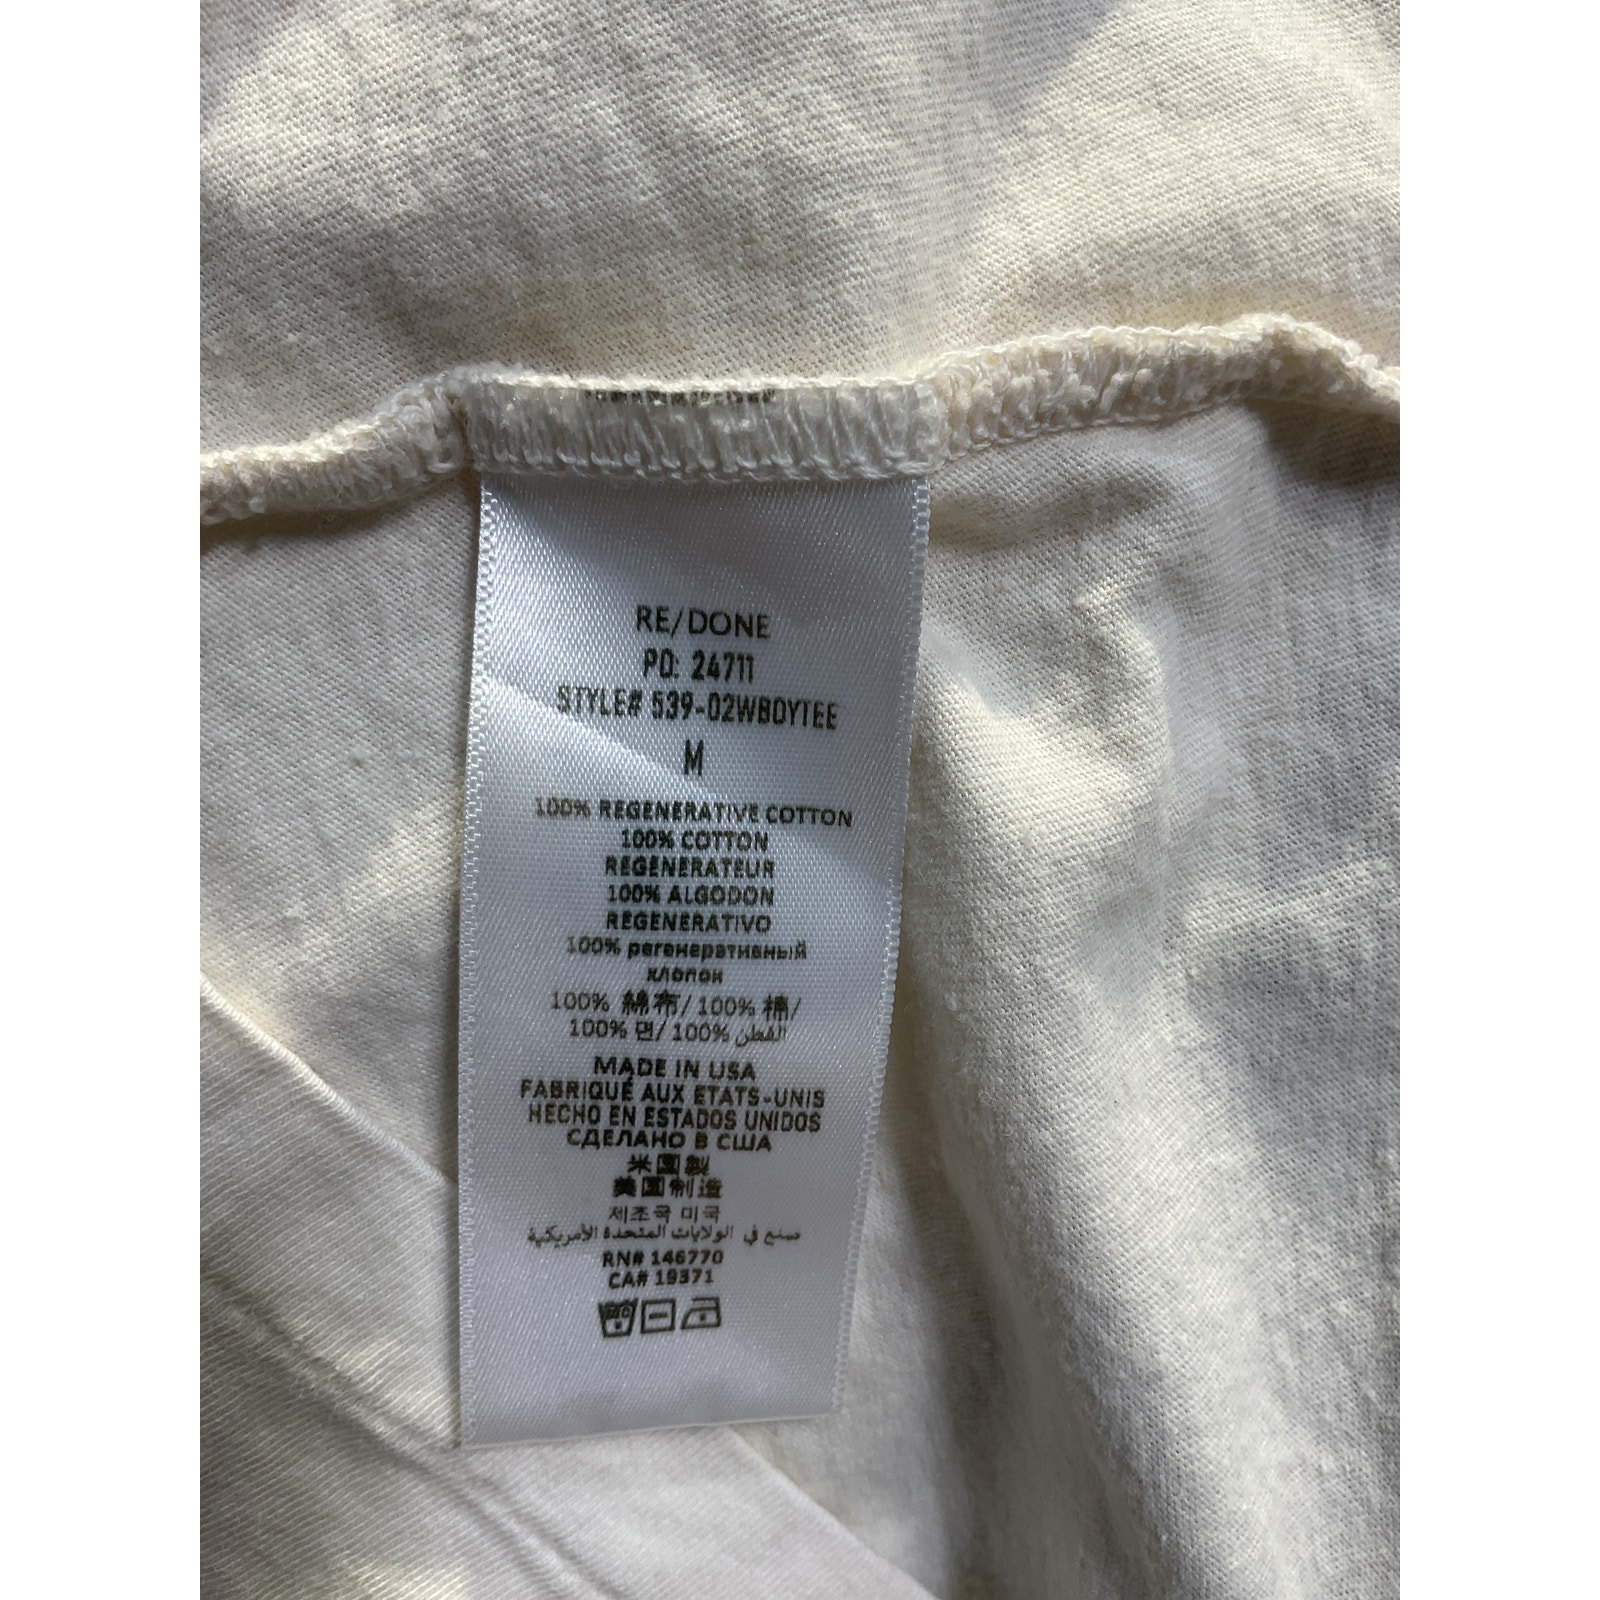 RE/DONE
PO: 24711
STYLE# 539-02WBOYTEE
M
100% REGENERATIVE COTTON
100% COTTON
REGENERATEUR
100% ALGODON
REGENERATIVO
100% регенеративный
хлопок
100% 綿布/ 100% 棉/
100% 면/ 100% القطن
MADE IN USA
FABRIQUÉ AUX ETATS-UNIS
HECHO EN ESTADOS UNIDOS
СДЕЛАНО В США
米国製
美国制造
제조국 미국
صنع في الولايات المتحدة الأمريكية
RN# 146770
CA# 19371